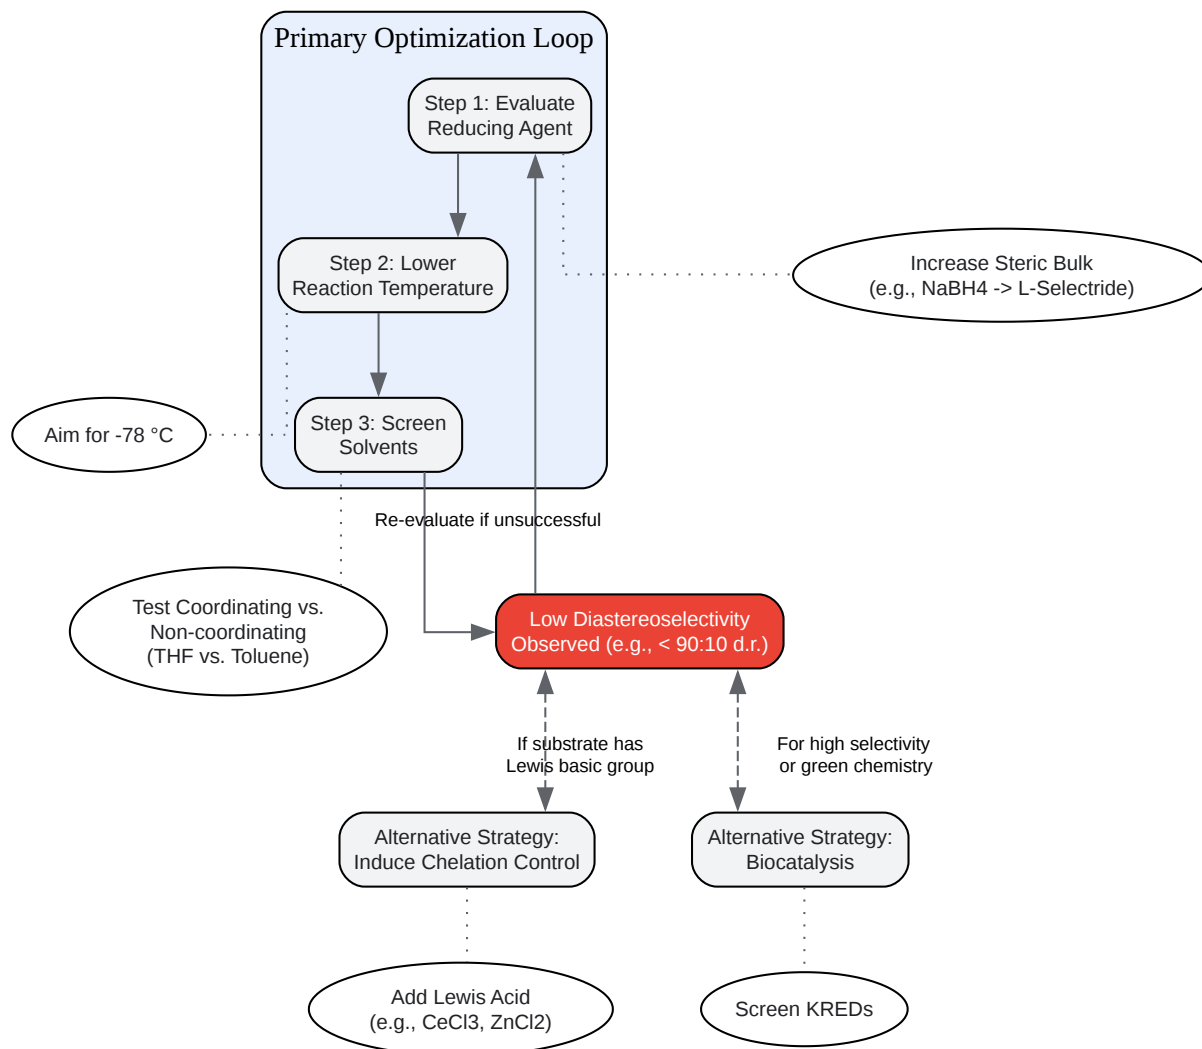 Primary Optimization Loop
Step 1: Evaluate
Reducing Agent
Step 2: Lower
Reaction Temperature
Increase Steric Bulk
(e.g., NaBH4 -> L-Selectride)
Step 3: Screen
Solvents
Aim for -78 °C
Re-evaluate if unsuccessful
Test Coordinating vs.
Non-coordinating
(THF vs. Toluene)
Low Diastereoselectivity
Observed (e.g., < 90:10 d.r.)
If substrate has
Lewis basic group
For high selectivity
or green chemistry
Alternative Strategy:
Induce Chelation Control
Alternative Strategy:
Biocatalysis
Add Lewis Acid
(e.g., CeCl3, ZnCl2)
Screen KREDs